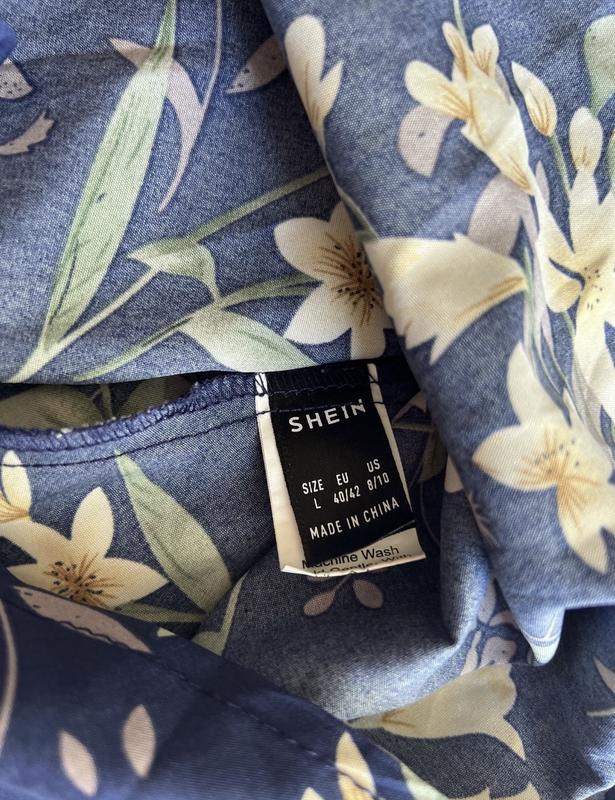 SHEIN
SIZE EU US
L 40/42 8/10
MADE IN CHINA
Machine Wash